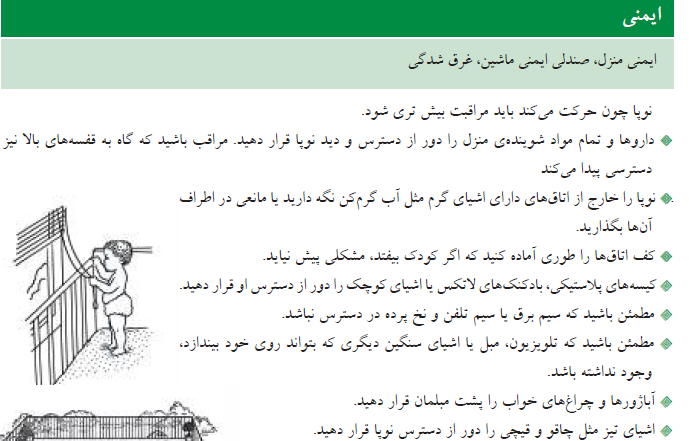 ایمنی
ایمنی منزل، صندلی ایمنی ماشین، غرق شدگی
نوپا چون حرکت می‌کند باید مراقبت بیش تری شود.
داروها و تمام مواد شوینده‌ی منزل را دور از دسترس و دید نوپا قرار دهید. مراقب باشید که گاه به قفسه‌های بالا نیز
دسترسی پیدا می‌کند
نوپا را خارج از اتاق‌های دارای اشیای گرم مثل آب گرم‌کن نگه دارید یا مانعی در اطراف
آن‌ها بگذارید.
کف اتاق‌ها را طوری آماده کنید که اگر کودک بیفتد، مشکلی پیش نیاید.
کیسه‌های پلاستیکی، بادکنک‌های لاتکس یا اشیای کوچک را دور از دسترس او قرار دهید.
مطمئن باشید که سیم برق یا سیم تلفن و نخ پرده در دسترس نباشد.
مطمئن باشید که تلویزیون، مبل یا اشیای سنگین دیگری که بتواند روی خود بیندازد،
وجود نداشته باشد.
آباژورها و چراغ‌های خواب را پشت مبلمان قرار دهید.
اشیای تیز مثل چاقو و قیچی را دور از دسترس نوپا قرار دهید.